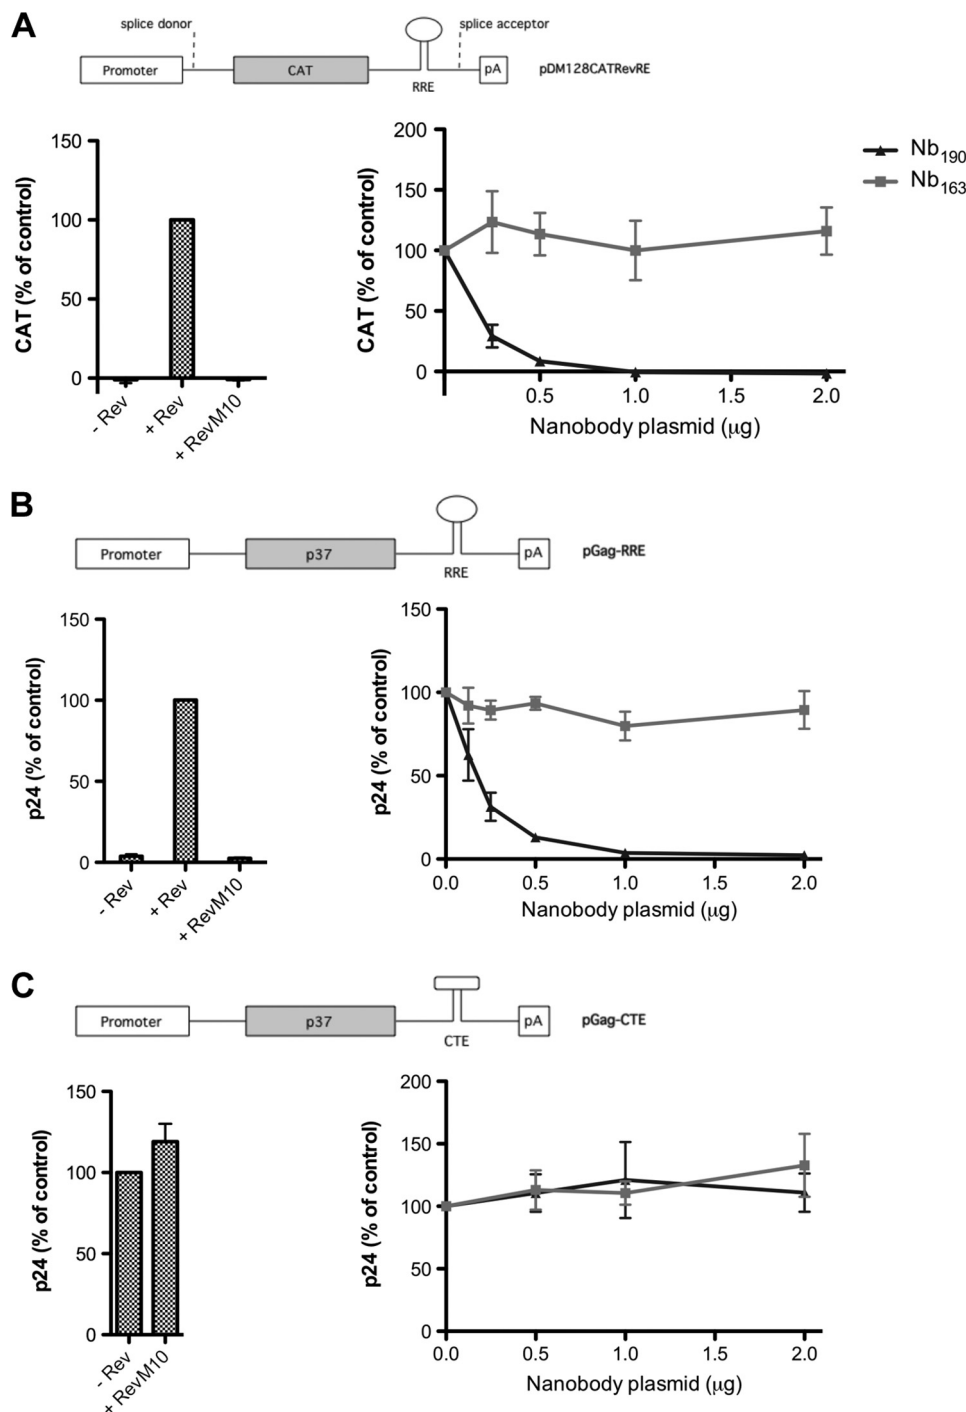 A
splice donor
splice acceptor
Promoter
CAT
RRE
pA
pDM128CATRevRE
150
100
50
0
CAT (% of control)
- Rev
+ Rev
+ RevM10
200
150
100
50
0
CAT (% of control)
0.5
1.0
1.5
2.0
Nanobody plasmid (µg)
Nb190
Nb163
B
Promoter
p37
RRE
pA
pGag-RRE
150
100
50
0
p24 (% of control)
- Rev
+ Rev
+ RevM10
150
100
50
0
p24 (% of control)
0.0
0.5
1.0
1.5
2.0
Nanobody plasmid (µg)
C
Promoter
p37
CTE
pA
pGag-CTE
150
100
50
0
p24 (% of control)
- Rev
+ RevM10
200
150
100
50
0
p24 (% of control)
0.0
0.5
1.0
1.5
2.0
Nanobody plasmid (µg)